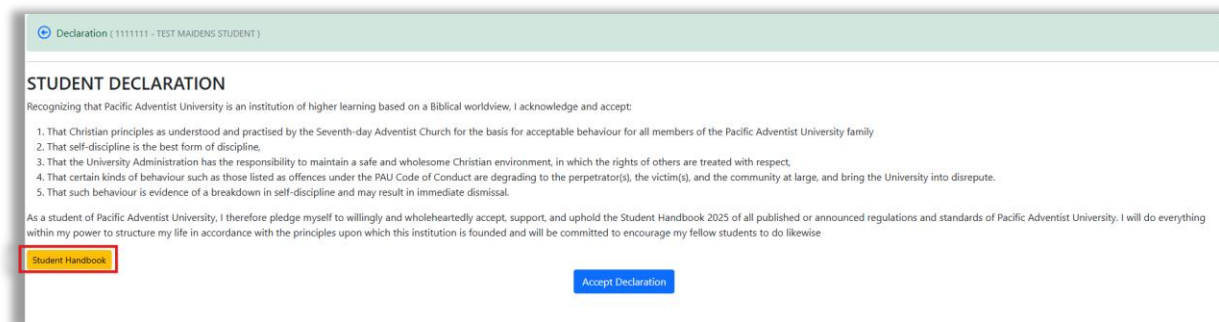 Declaration ( 1111111 - TEST MAIDENS STUDENT )
STUDENT DECLARATION
Recognizing that Pacific Adventist University is an institution of higher learning based on a Biblical worldview, I acknowledge and accept:
1. That Christian principles as understood and practised by the Seventh-day Adventist Church for the basis for acceptable behaviour for all members of the Pacific Adventist University family
2. That self-discipline is the best form of discipline,
3. That the University Administration has the responsibility to maintain a safe and wholesome Christian environment, in which the rights of others are treated with respect,
4. That certain kinds of behaviour such as those listed as offences under the PAU Code of Conduct are degrading to the perpetrator(s), the victim(s), and the community at large, and bring the University into disrepute.
5. That such behaviour is evidence of a breakdown in self-discipline and may result in immediate dismissal.
As a student of Pacific Adventist University, I therefore pledge myself to willingly and wholeheartedly accept, support, and uphold the Student Handbook 2025 of all published or announced regulations and standards of Pacific Adventist University. I will do everything
within my power to structure my life in accordance with the principles upon which this institution is founded and will be committed to encourage my fellow students to do likewise
Student Handbook
Accept Declaration